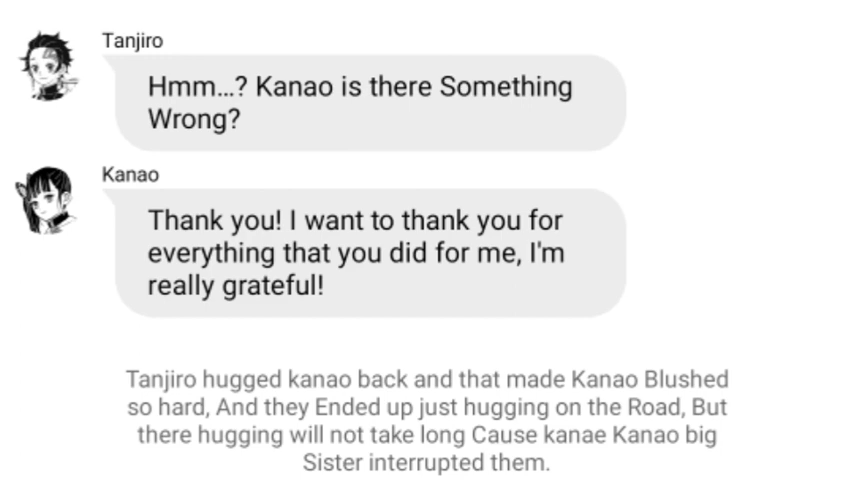 Tanjiro
Hmm...? Kanao is there Something
Wrong?
Kanao
Thank you! I want to thank you for
everything that you did for me, I'm
really grateful!
Tanjiro hugged kanao back and that made Kanao Blushed
so hard, And they Ended up just hugging on the Road, But
there hugging will not take long Cause kanae Kanao big
Sister interrupted them.